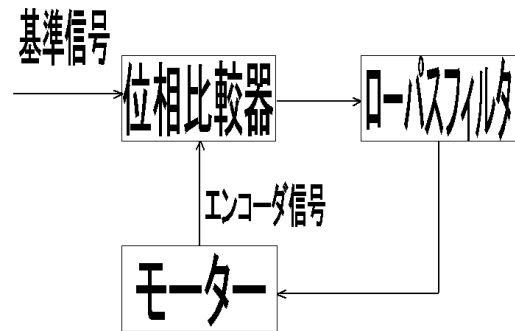 基準信号
位相比較器
ローパスフィルタ
エンコーダ信号
モーター